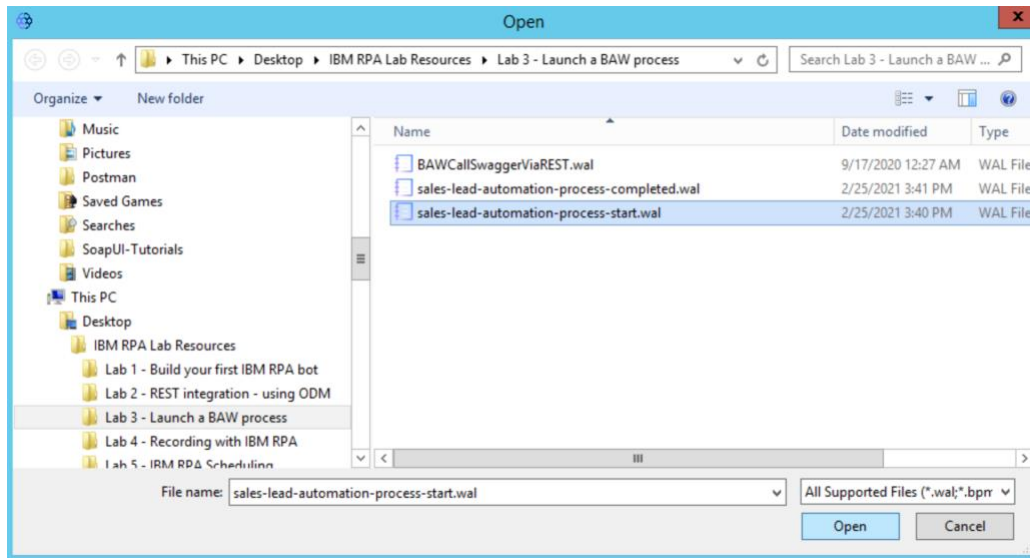 Open
x
This PC Desktop IBM RPA Lab Resources Lab 3 - Launch a BAW process
Search Lab 3 - Launch a BAW ...
Organize New folder
Music
Pictures
Postman
Saved Games
Searches
SoapUI-Tutorials
Videos
This PC
Desktop
IBM RPA Lab Resources
Lab 1 - Build your first IBM RPA bot
Lab 2 - REST integration - using ODM
Lab 3 - Launch a BAW process
Lab 4 - Recording with IBM RPA
Lab 5 - IBM RPA Scheduling
Name Date modified Type
BAWCallSwaggerViaREST.wal 9/17/2020 12:27 AM WAL File
sales-lead-automation-process-completed.wal 2/25/2021 3:41 PM WAL File
sales-lead-automation-process-start.wal 2/25/2021 3:40 PM WAL File
File name: sales-lead-automation-process-start.wal All Supported Files (*.wal;*.bpm
Open Cancel